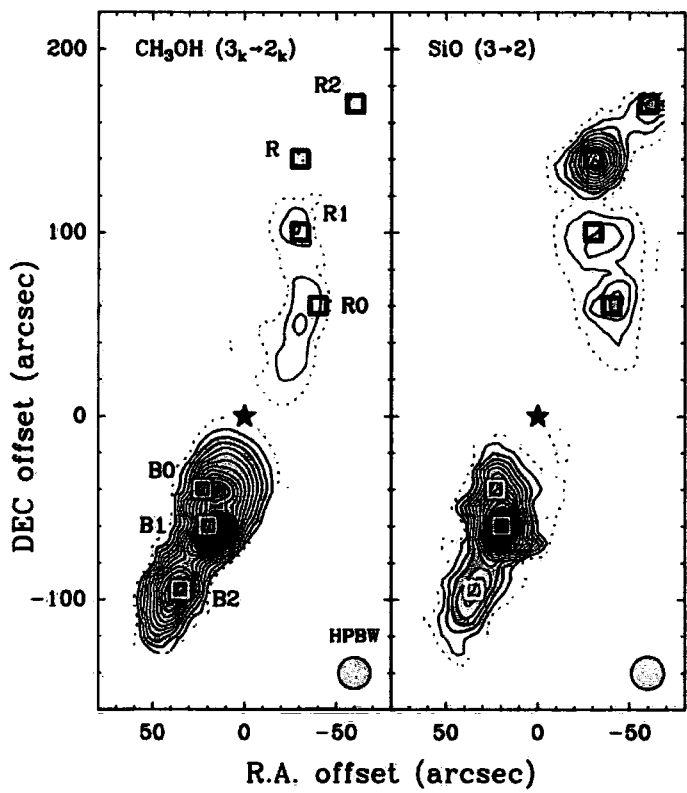 CH₃OH (3ₖ→2ₖ)
SiO (3→2)
R2
R
R1
R0
B0
B1
B2
HPBW
200
100
0
-100
DEC offset (arcsec)
50 0 -50
50 0 -50
R.A. offset (arcsec)